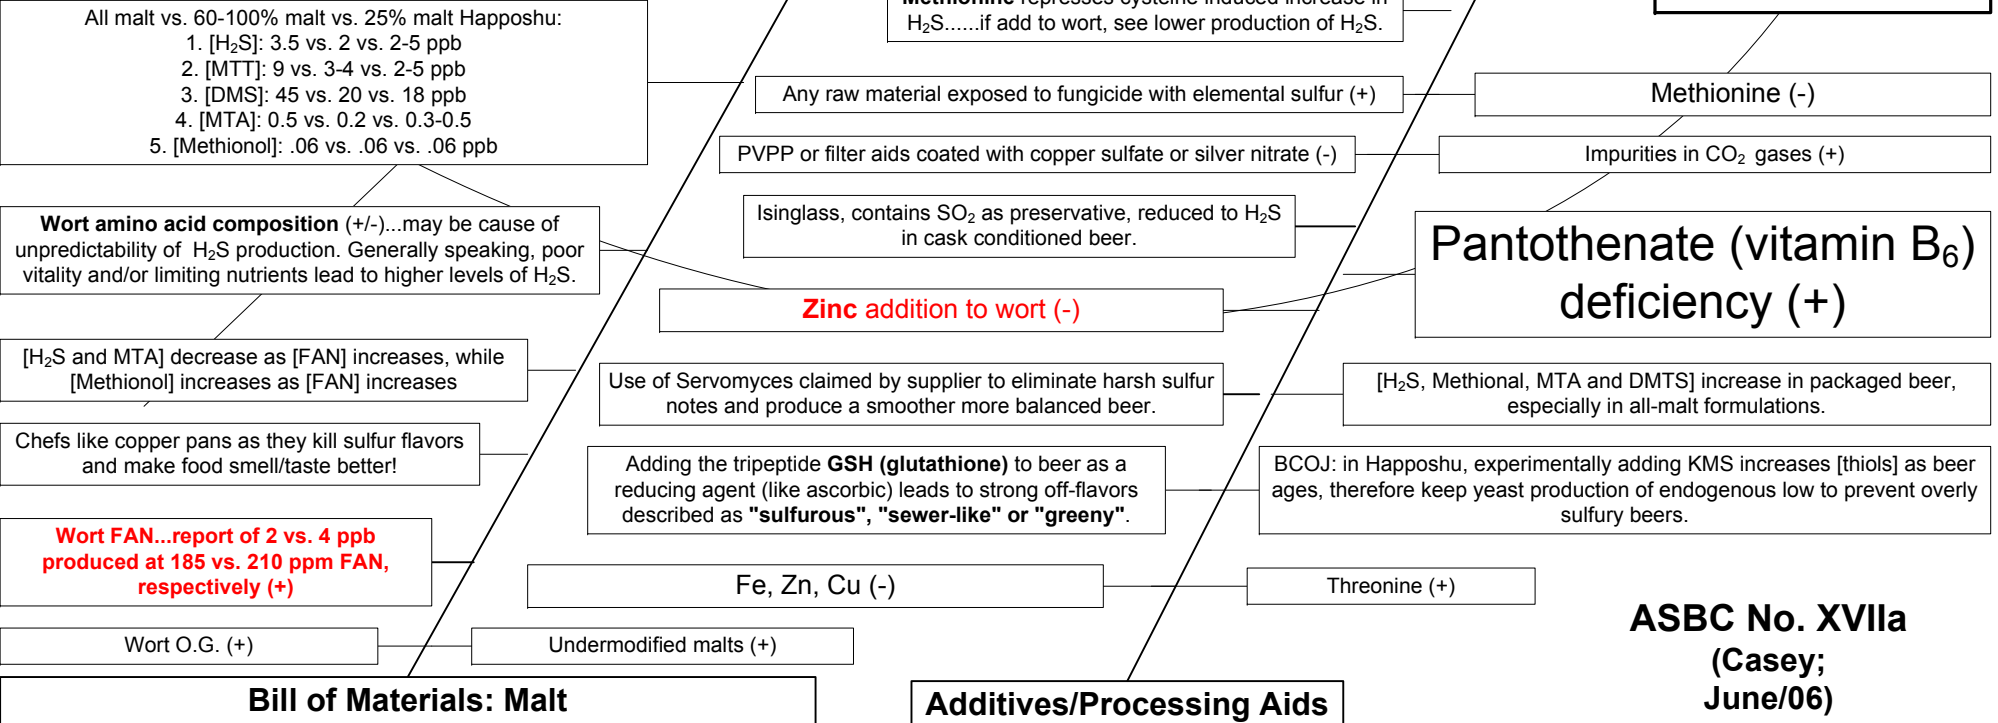 All malt vs. 60-100% malt vs. 25% malt Happoshu:
1. [H₂S]: 3.5 vs. 2 vs. 2-5 ppb
2. [MTT]: 9 vs. 3-4 vs. 2-5 ppb
3. [DMS]: 45 vs. 20 vs. 18 ppb
4. [MTA]: 0.5 vs. 0.2 vs. 0.3-0.5
5. [Methionol]: .06 vs. .06 vs. .06 ppb
Wort amino acid composition (+/-)...may be cause of
unpredictability of H₂S production. Generally speaking, poor
vitality and/or limiting nutrients lead to higher levels of H₂S.
[H₂S and MTA] decrease as [FAN] increases, while
[Methionol] increases as [FAN] increases
Chefs like copper pans as they kill sulfur flavors
and make food smell/taste better!
Wort FAN...report of 2 vs. 4 ppb
produced at 185 vs. 210 ppm FAN,
respectively (+)
Wort O.G. (+)
Undermodified malts (+)
Bill of Materials: Malt
Methionine represses cysteine induced increase in
H₂S......if add to wort, see lower production of H₂S.
Any raw material exposed to fungicide with elemental sulfur (+)
PVPP or filter aids coated with copper sulfate or silver nitrate (-)
Isinglass, contains SO₂ as preservative, reduced to H₂S
in cask conditioned beer.
Zinc addition to wort (-)
Use of Servomyces claimed by supplier to eliminate harsh sulfur
notes and produce a smoother more balanced beer.
Adding the tripeptide GSH (glutathione) to beer as a
reducing agent (like ascorbic) leads to strong off-flavors
described as "sulfurous", "sewer-like" or "greeny".
Fe, Zn, Cu (-)
Additives/Processing Aids
Methionine (-)
Impurities in CO₂ gases (+)
Pantothenate (vitamin B₆)
deficiency (+)
[H₂S, Methional, MTA and DMTS] increase in packaged beer,
especially in all-malt formulations.
BCOJ: in Happoshu, experimentally adding KMS increases [thiols] as beer
ages, therefore keep yeast production of endogenous low to prevent overly
sulfury beers.
Threonine (+)
ASBC No. XVIIa
(Casey;
June/06)